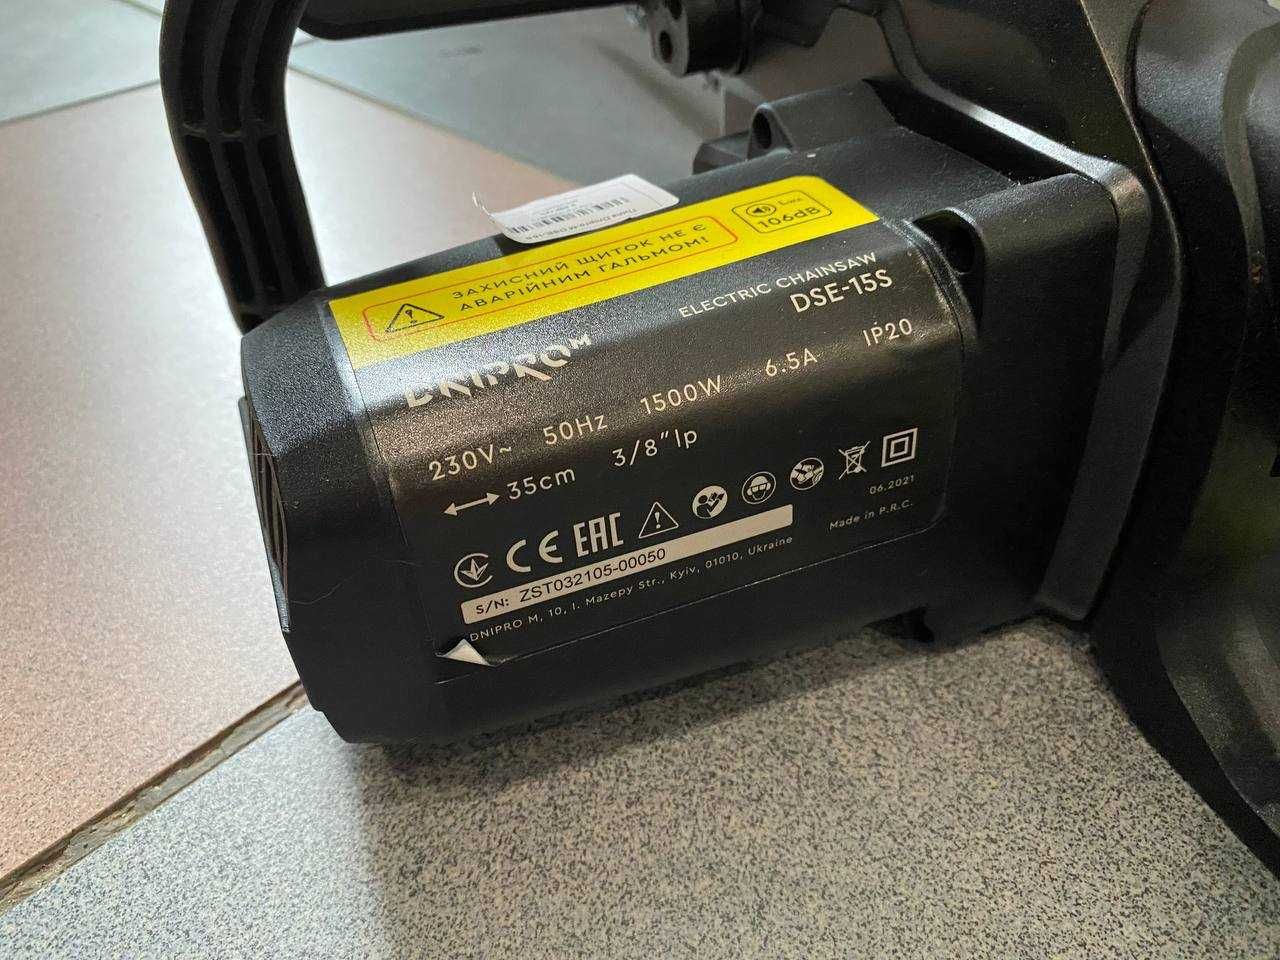 ЗАХИСНИЙ ЩИТОК НЕ Є
АВАРІЙНИМ ГАЛЬМОМ!
106dB
DNIPRO M
ELECTRIC CHAINSAW
DSE-15S
230V~ 50Hz 1500W 6.5A IP20
35cm 3/8"lp
CE EAC
06.2021
Made in P.R.C.
S/N: ZST032105-00050
DNIPRO M, 10, I. Mazepy Str., Kyiv, 01010, Ukraine